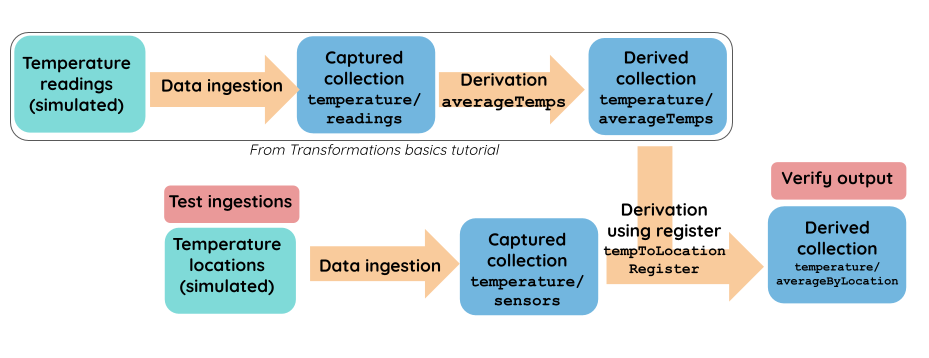 Temperature
readings
(simulated)
Data ingestion
Captured
collection
temperature/
readings
Derivation
averageTemps
Derived
collection
temperature/
averageTemps
From Transformations basics tutorial
Test ingestions
Temperature
locations
(simulated)
Data ingestion
Captured
collection
temperature/
sensors
Derivation
using register
tempToLocation
Register
Verify output
Derived
collection
temperature/
averageByLocation